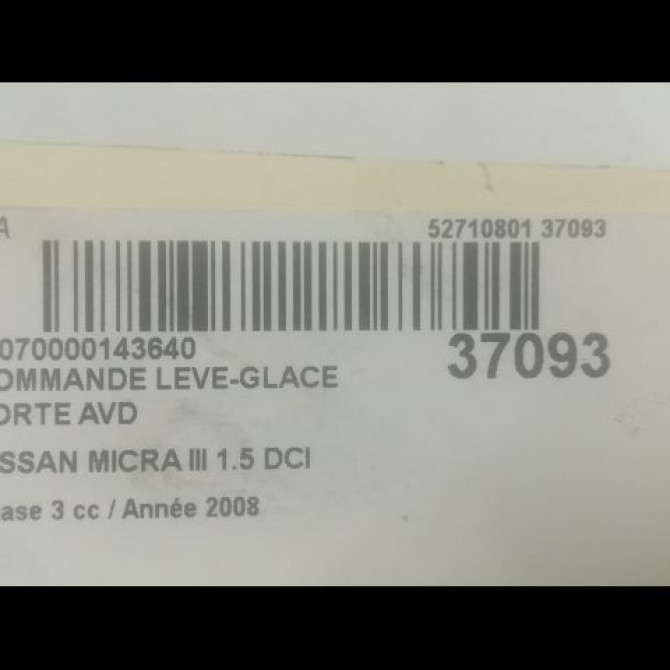 A 52710801 37093
070000143640 37093
OMMANDE LEVE-GLACE
ORTE AVD
ISSAN MICRA III 1.5 DCI
ase 3 cc / Année 2008